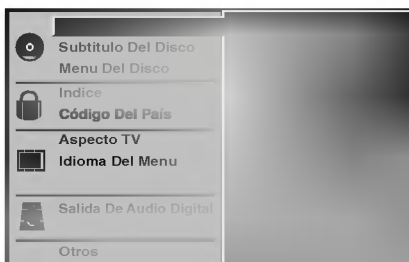 Subtitulo Del Disco
Menu Del Disco
Indice
Código Del País
Aspecto TV
Idioma Del Menu
Salida De Audio Digital
Otros